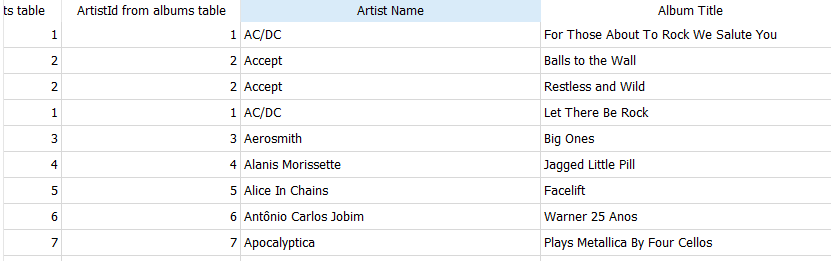 ts table ArtistId from albums table Artist Name Album Title
1 1 AC/DC For Those About To Rock We Salute You
2 2 Accept Balls to the Wall
2 2 Accept Restless and Wild
1 1 AC/DC Let There Be Rock
3 3 Aerosmith Big Ones
4 4 Alanis Morissette Jagged Little Pill
5 5 Alice In Chains Facelift
6 6 Antônio Carlos Jobim Warner 25 Anos
7 7 Apocalyptica Plays Metallica By Four Cellos